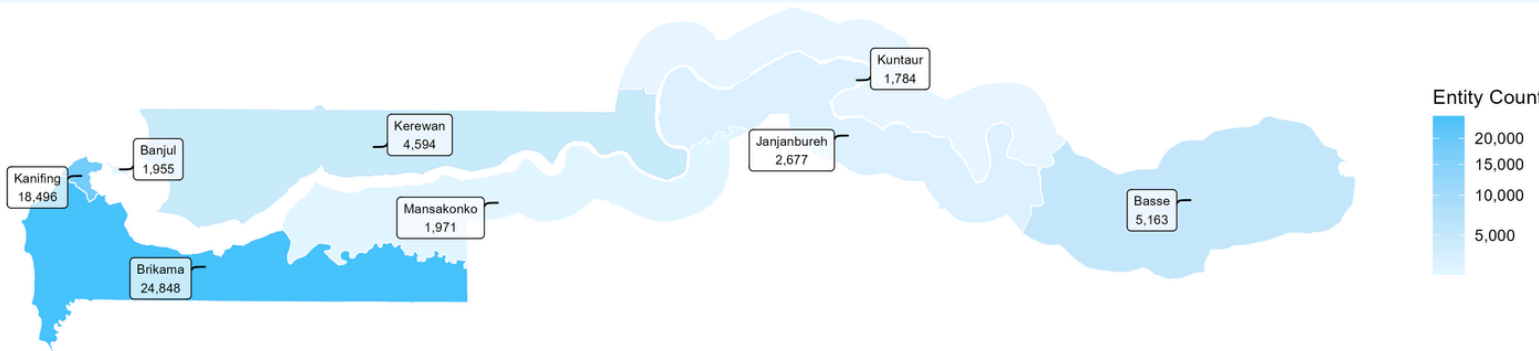 Kuntaur
1,784
Kerewan
4,594
Janjanbureh
2,677
Banjul
1,955
Kanifing
18,496
Mansakonko
1,971
Basse
5,163
Brikama
24,848
Entity Count
20,000
15,000
10,000
5,000